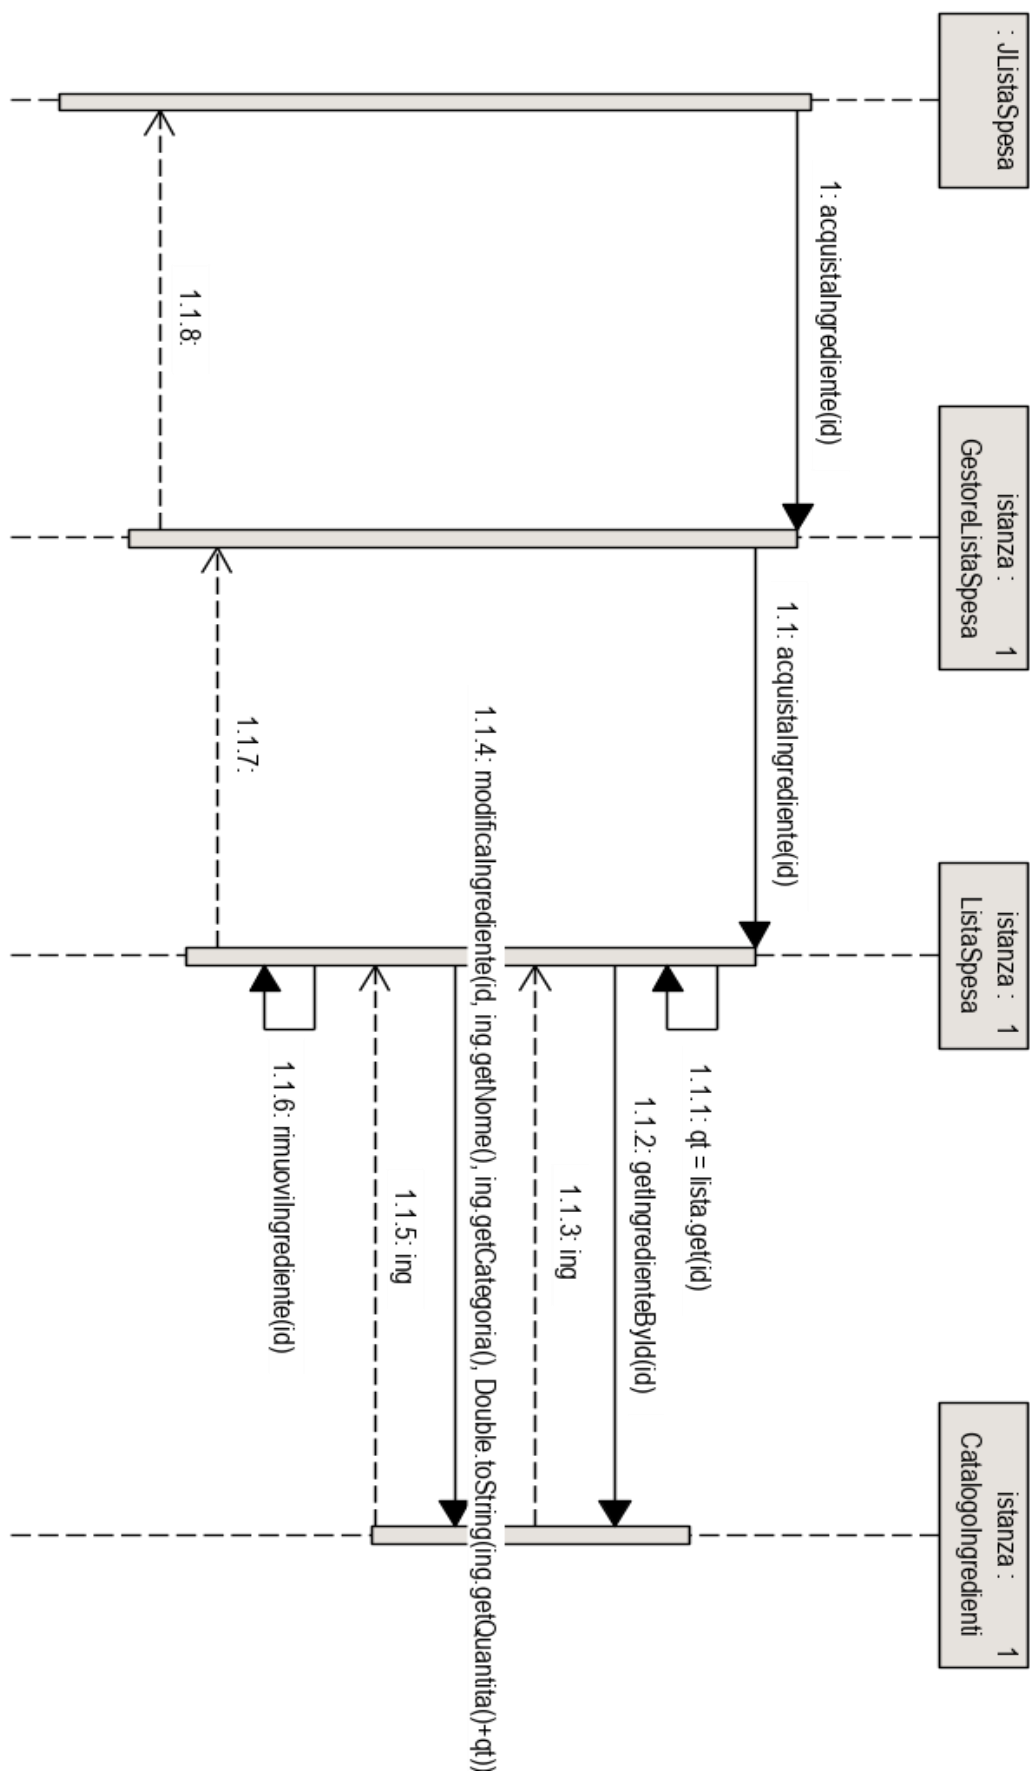 : JListaSpesa
istanza : 1
GestoreListaSpesa
istanza : 1
ListaSpesa
istanza : 1
CatalogoIngredienti
1: acquistaIngrediente(id)
1.1: acquistaIngrediente(id)
1.1.1: qt = lista.get(id)
1.1.2: getIngredienteById(id)
1.1.3: ing
1.1.4: modificaIngrediente(id, ing.getNome(), ing.getCategoria(), Double.toString(ing.getQuantita()+qt))
1.1.5: ing
1.1.6: rimuoviIngrediente(id)
1.1.7:
1.1.8: